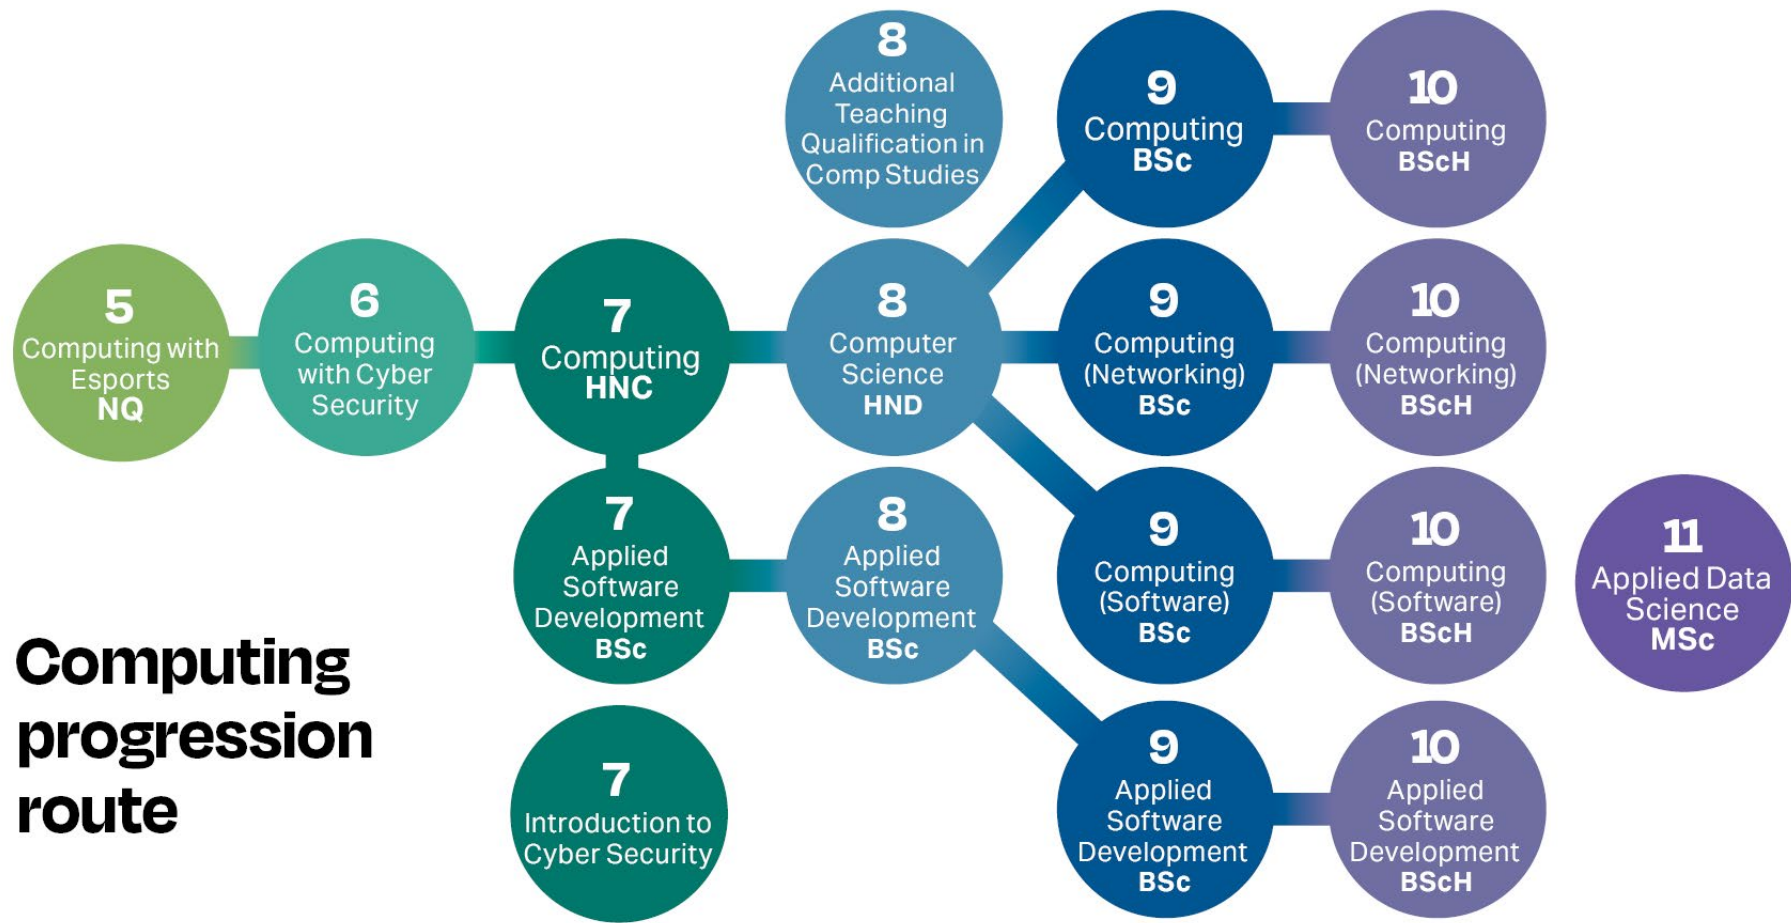 8
Additional
Teaching
Qualification in
Comp Studies
9
Computing
BSc
10
Computing
BScH
5
Computing with
Esports
NQ
6
Computing
with Cyber
Security
7
Computing
HNC
8
Computer
Science
HND
9
Computing
(Networking)
BSc
10
Computing
(Networking)
BScH
7
Applied
Software
Development
BSc
8
Applied
Software
Development
BSc
9
Computing
(Software)
BSc
10
Computing
(Software)
BScH
11
Applied Data
Science
MSc
Computing
progression
route
7
Introduction to
Cyber Security
9
Applied
Software
Development
BSc
10
Applied
Software
Development
BScH